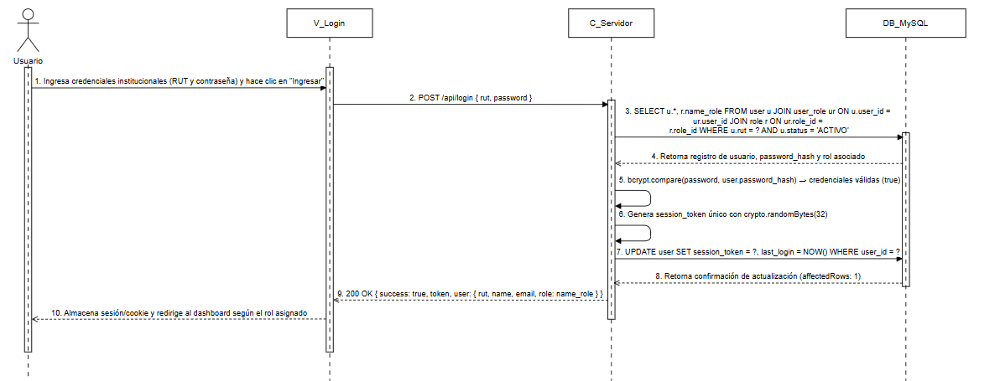 V_Login
C_Servidor
DB_MySQL
Usuario
1. Ingresa credenciales institucionales (RUT y contraseña) y hace clic en "Ingresar"
2. POST /api/login { rut, password }
3. SELECT u.*, r.name_role FROM user u JOIN user_role ur ON u.user_id =
ur.user_id JOIN role r ON ur.role_id =
r.role_id WHERE u.rut = ? AND u.status = 'ACTIVO'
4. Retorna registro de usuario, password_hash y rol asociado
5. bcrypt.compare(password, user.password_hash) → credenciales válidas (true)
6. Genera session_token único con crypto.randomBytes(32)
7. UPDATE user SET session_token = ?, last_login = NOW() WHERE user_id = ?
8. Retorna confirmación de actualización (affectedRows: 1)
9. 200 OK { success: true, token, user: { rut, name, email, role: name_role } }
10. Almacena sesión/cookie y redirige al dashboard según el rol asignado